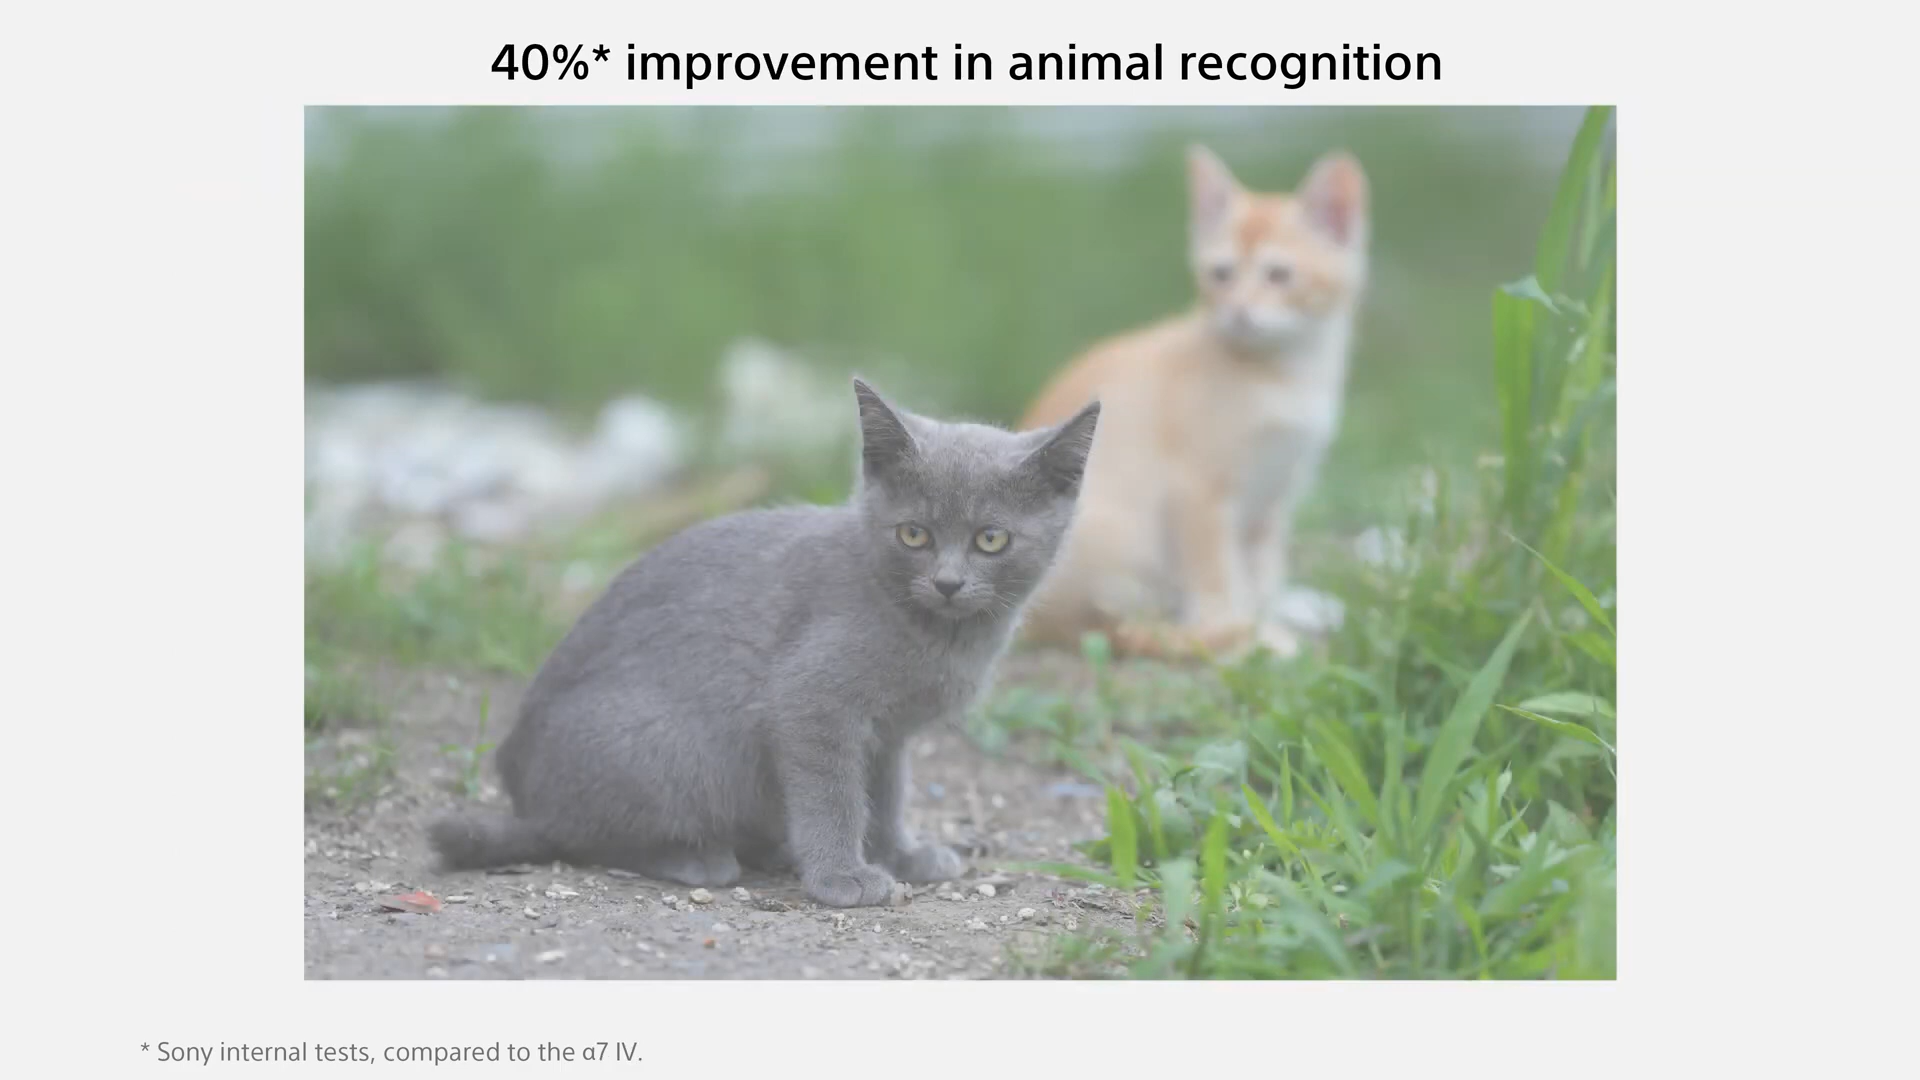 40%* improvement in animal recognition
* Sony internal tests, compared to the α7 IV.